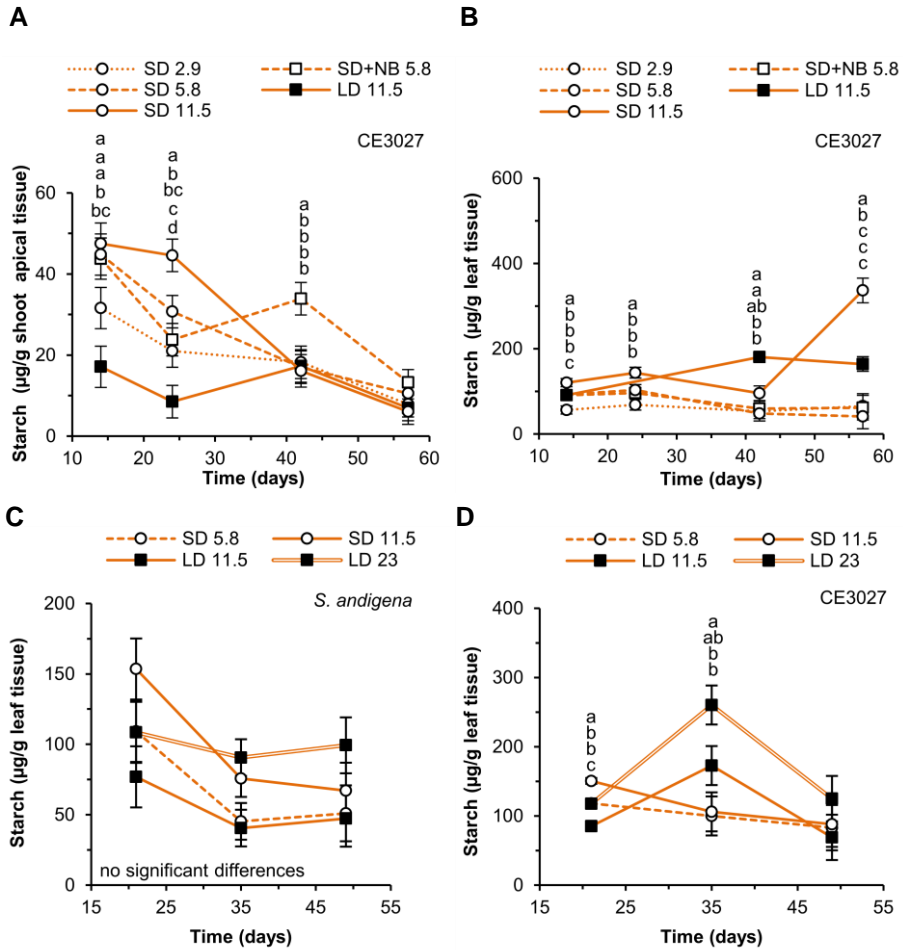 A
SD 2.9
SD 5.8
SD 11.5
SD+NB 5.8
LD 11.5
CE3027
Starch (µg/g shoot apical tissue)
60
40
20
0
a
a
a
b
bc
a
b
bc
c
d
a
b
b
b
b
10 20 30 40 50 60
Time (days)
B
SD 2.9
SD 5.8
SD 11.5
SD+NB 5.8
LD 11.5
CE3027
Starch (µg/g leaf tissue)
600
400
200
0
a
b
b
b
c
a
b
b
b
a
a
ab
b
b
a
b
c
c
c
10 20 30 40 50 60
Time (days)
C
SD 5.8
SD 11.5
LD 11.5
LD 23
S. andigena
Starch (µg/g leaf tissue)
200
150
100
50
0
no significant differences
15 25 35 45 55
Time (days)
D
SD 5.8
SD 11.5
LD 11.5
LD 23
CE3027
Starch (µg/g leaf tissue)
400
300
200
100
0
a
b
b
c
a
ab
b
b
15 25 35 45 55
Time (days)